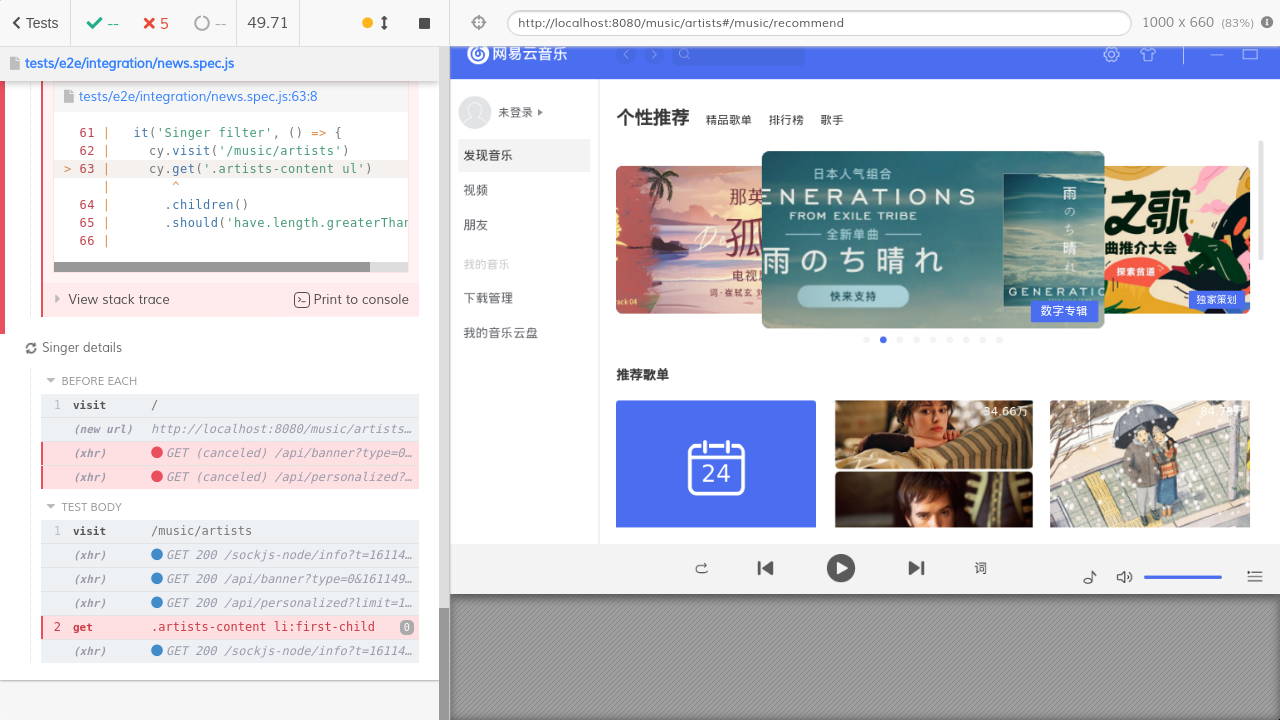 Tests
--
5
--
49.71
http://localhost:8080/music/artists#/music/recommend
1000 x 660 (83%)
tests/e2e/integration/news.spec.js
tests/e2e/integration/news.spec.js:63:8
61 | it('Singer filter', () => {
62 | cy.visit('/music/artists')
> 63 | cy.get('.artists-content ul')
| ^
64 | .children()
65 | .should('have.length.greaterThan
66 |
View stack trace
Print to console
Singer details
BEFORE EACH
1 visit /
(new url) http://localhost:8080/music/artists…
(xhr) GET (canceled) /api/banner?type=0…
(xhr) GET (canceled) /api/personalized?…
TEST BODY
1 visit /music/artists
(xhr) GET 200 /sockjs-node/info?t=16114…
(xhr) GET 200 /api/banner?type=0&161149…
(xhr) GET 200 /api/personalized?limit=1…
2 get .artists-content li:first-child 0
(xhr) GET 200 /sockjs-node/info?t=16114…
网易云音乐
未登录
发现音乐
视频
朋友
我的音乐
下载管理
我的音乐云盘
个性推荐 精品歌单 排行榜 歌手
那英
孤
电视剧
rack 04
日本人气组合
ENERATIONS
FROM EXILE TRIBE
全新单曲
雨のち晴れ
快来支持
雨のち晴れ
GENERATIC
数字专辑
之歌
曲推介大会
探索贫道
独家策划
推荐歌单
24
34.66万
84.78万
词